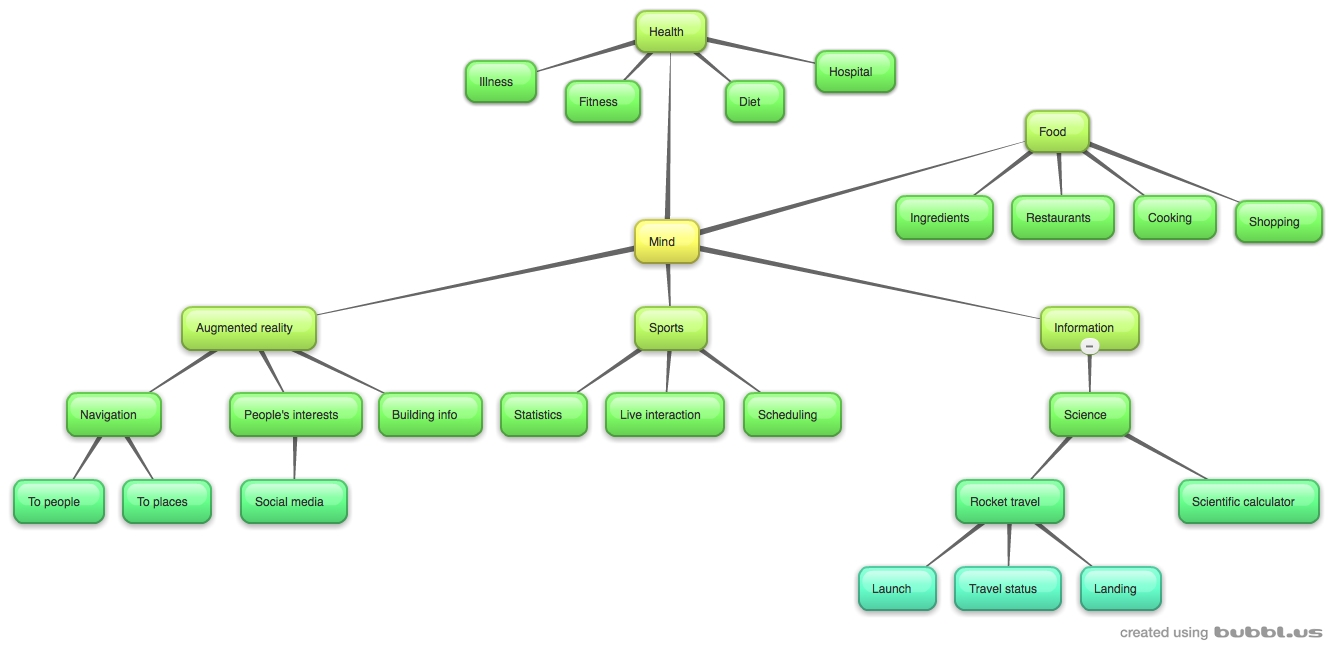 Health
Illness
Fitness
Diet
Hospital
Food
Ingredients
Restaurants
Cooking
Shopping
Mind
Augmented reality
Sports
Information
Navigation
People's interests
Building info
Statistics
Live interaction
Scheduling
Science
To people
To places
Social media
Rocket travel
Scientific calculator
Launch
Travel status
Landing
created using bubbl.us